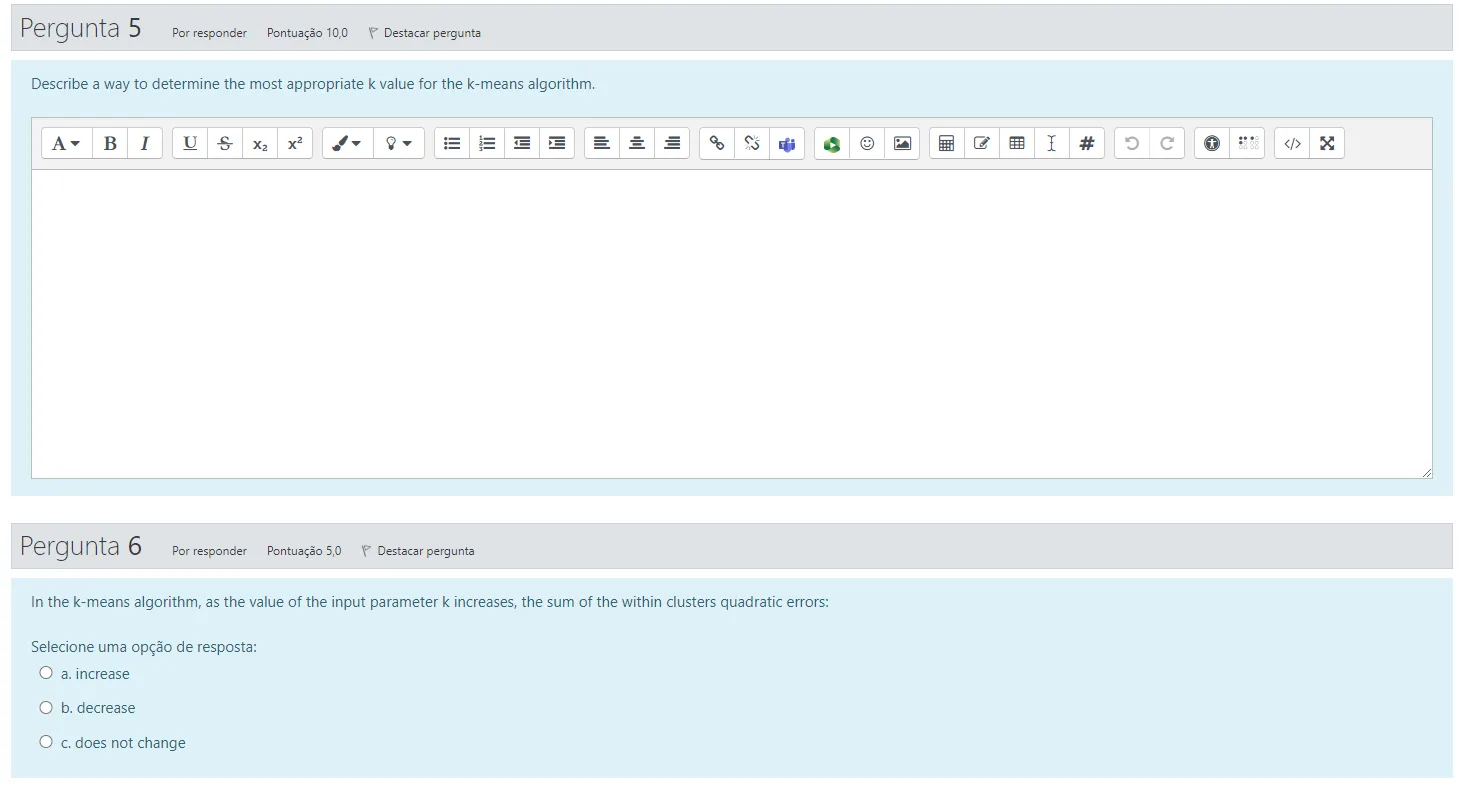 Pergunta 5 Por responder Pontuação 10,0 Destacar pergunta
Describe a way to determine the most appropriate k value for the k-means algorithm.
A B I U S x₂ x² # </>
Pergunta 6 Por responder Pontuação 5,0 Destacar pergunta
In the k-means algorithm, as the value of the input parameter k increases, the sum of the within clusters quadratic errors:
Selecione uma opção de resposta:
a. increase
b. decrease
c. does not change